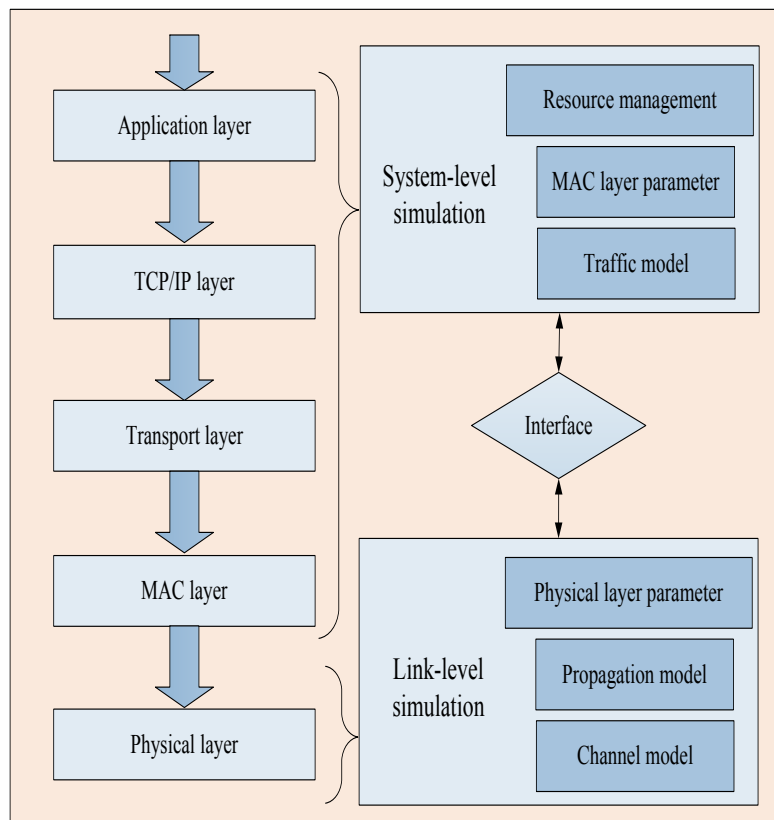 Application layer
TCP/IP layer
Transport layer
MAC layer
Physical layer
System-level
simulation
Resource management
MAC layer parameter
Traffic model
Interface
Link-level
simulation
Physical layer parameter
Propagation model
Channel model